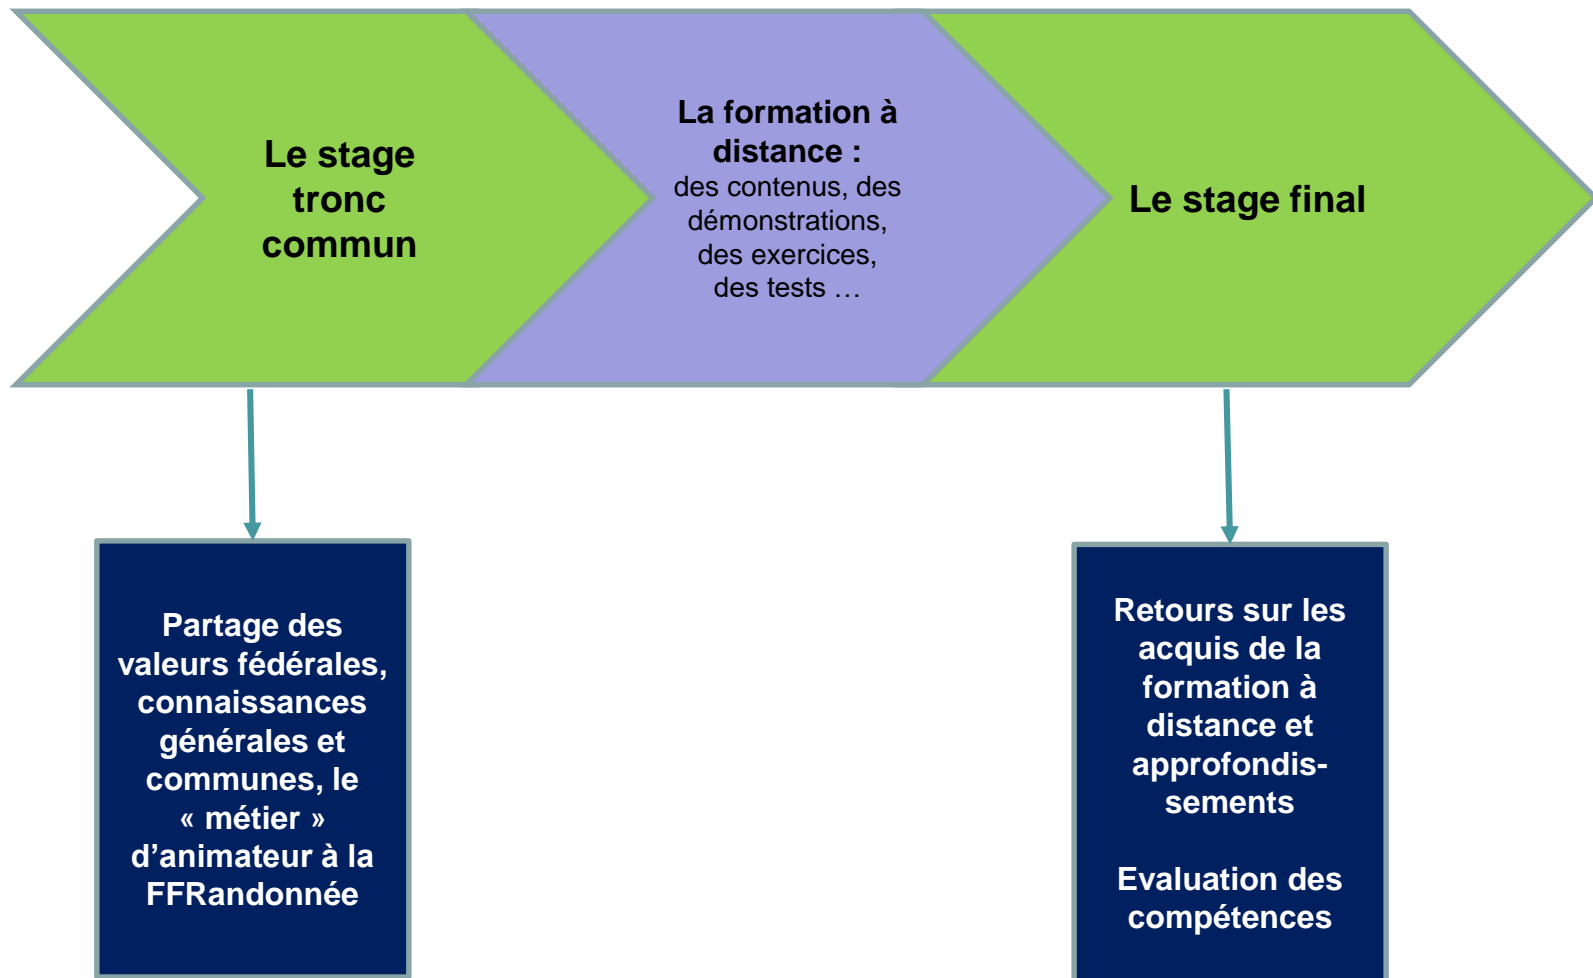 Le stage
tronc
commun
La formation à
distance :
des contenus, des
démonstrations,
des exercices,
des tests …
Le stage final
Partage des
valeurs fédérales,
connaissances
générales et
communes, le
« métier »
d’animateur à la
FFRandonnée
Retours sur les
acquis de la
formation à
distance et
approfondis-
sements
Evaluation des
compétences